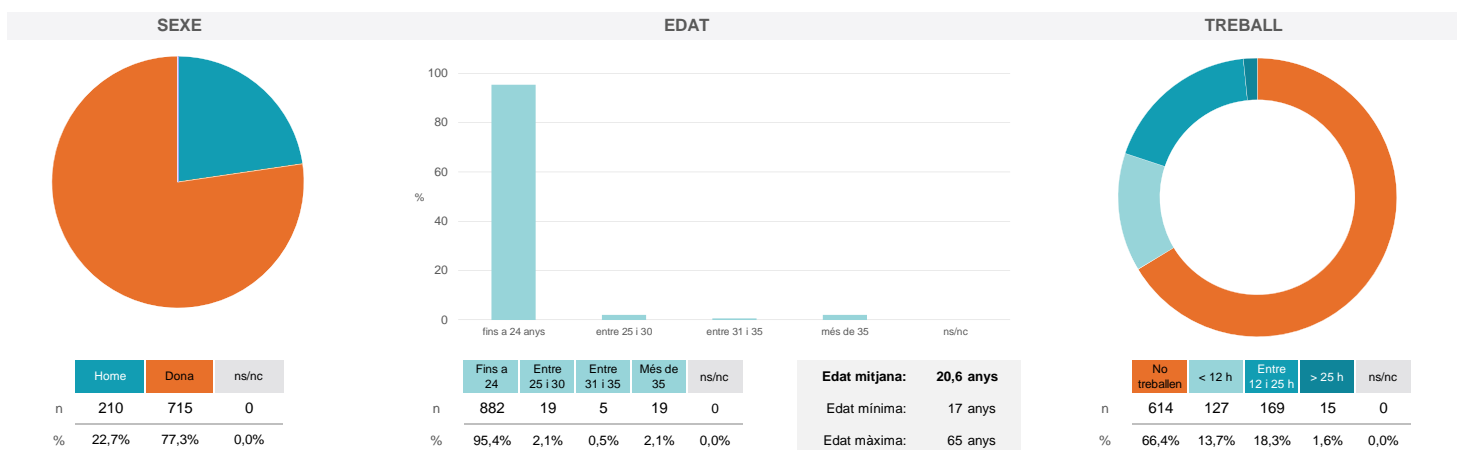 SEXE EDAT TREBALL
100
80
60
%
40
20
0
fins a 24 anys entre 25 i 30 entre 31 i 35 més de 35 ns/nc
Home Dona ns/nc
n 210 715 0
% 22,7% 77,3% 0,0%
Fins a 24 Entre 25 i 30 Entre 31 i 35 Més de 35 ns/nc
n 882 19 5 19 0
% 95,4% 2,1% 0,5% 2,1% 0,0%
Edat mitjana: 20,6 anys
Edat mínima: 17 anys
Edat màxima: 65 anys
No treballen < 12 h Entre 12 i 25 h > 25 h ns/nc
n 614 127 169 15 0
% 66,4% 13,7% 18,3% 1,6% 0,0%